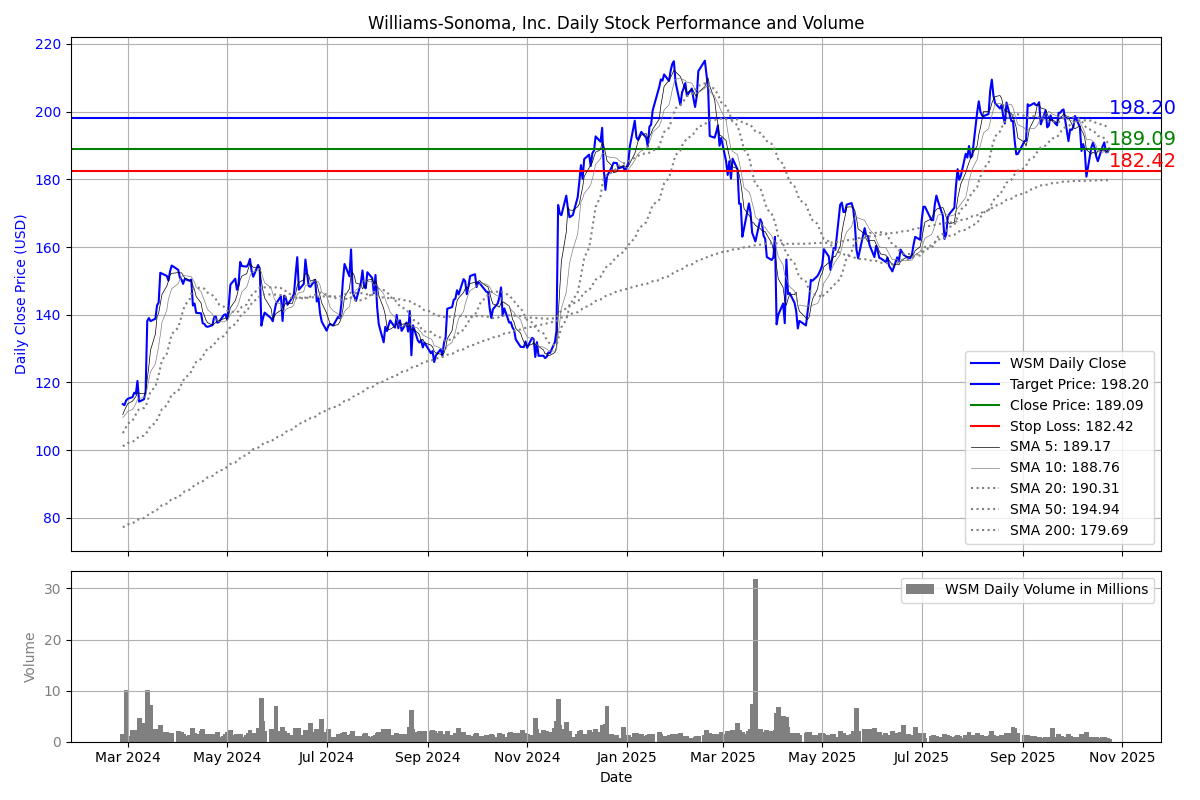 Williams-Sonoma, Inc. Daily Stock Performance and Volume
Daily Close Price (USD)
220
200
180
160
140
120
100
80
198.20
189.09
182.42
WSM Daily Close
Target Price: 198.20
Close Price: 189.09
Stop Loss: 182.42
SMA 5: 189.17
SMA 10: 188.76
SMA 20: 190.31
SMA 50: 194.94
SMA 200: 179.69
Volume
30
20
10
0
WSM Daily Volume in Millions
Mar 2024 May 2024 Jul 2024 Sep 2024 Nov 2024 Jan 2025 Mar 2025 May 2025 Jul 2025 Sep 2025 Nov 2025
Date